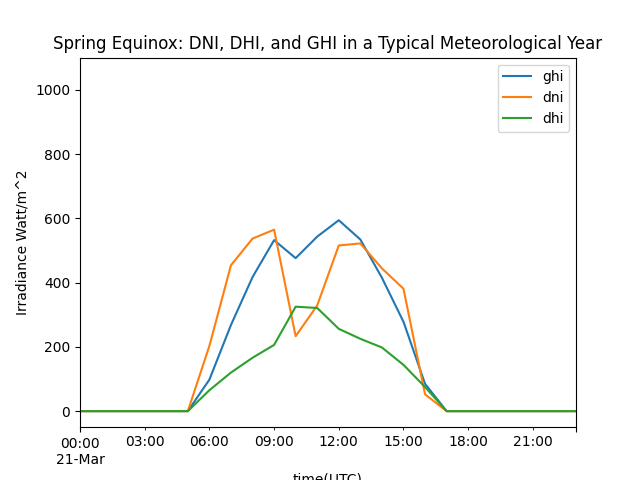 Spring Equinox: DNI, DHI, and GHI in a Typical Meteorological Year
ghi
dni
dhi
Irradiance Watt/m^2
1000
800
600
400
200
0
00:00 03:00 06:00 09:00 12:00 15:00 18:00 21:00
21-Mar
time(UTC)